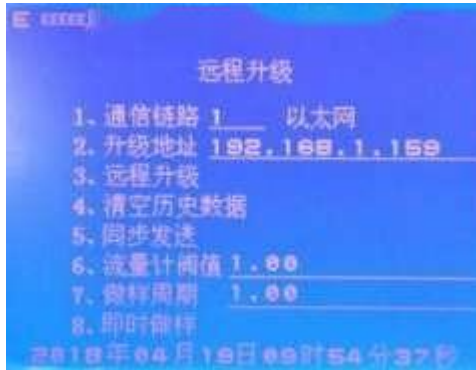 远程升级
1、通信链路 1 以太网
2、升级地址 192.168.1.159
3、远程升级
4、清空历史数据
5、同步发送
6、流量计阀值 1.00
7、做样周期 1.00
8、即时做样
2018年04月19日09时54分37秒